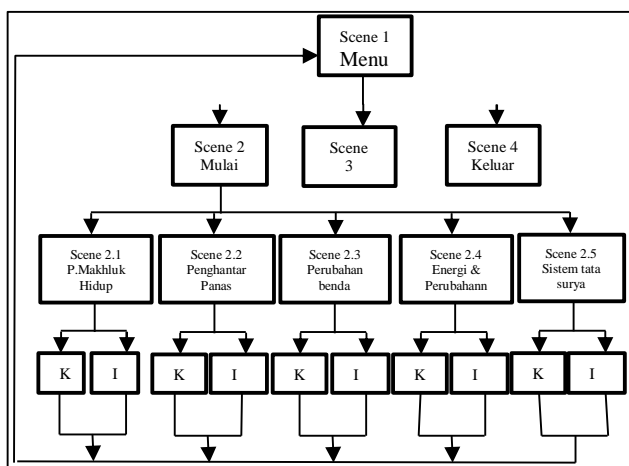 Scene 1
Menu
Scene 2
Mulai
Scene
3
Scene 4
Keluar
Scene 2.1
P.Makhluk
Hidup
Scene 2.2
Penghantar
Panas
Scene 2.3
Perubahan
benda
Scene 2.4
Energi &
Perubahann
Scene 2.5
Sistem tata
surya
K
I
K
I
K
I
K
I
K
I